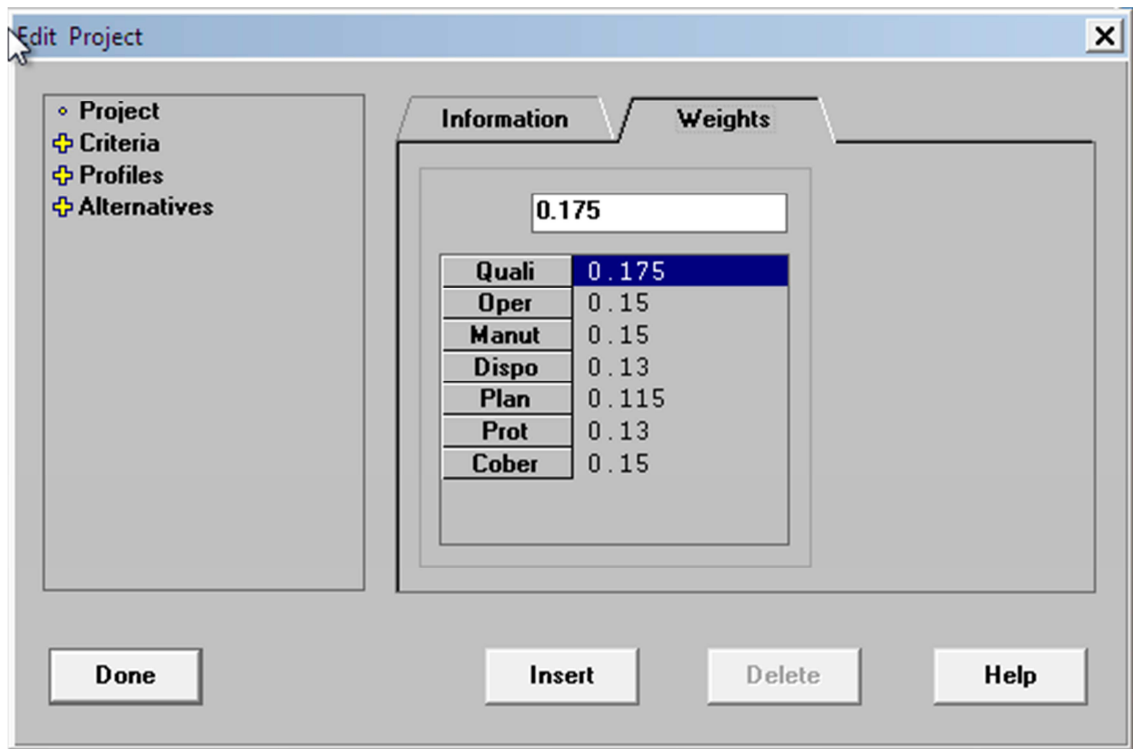 Edit Project
Project
Criteria
Profiles
Alternatives
Information Weights
0.175
Quali 0.175
Oper 0.15
Manut 0.15
Dispo 0.13
Plan 0.115
Prot 0.13
Cober 0.15
Done Insert Delete Help